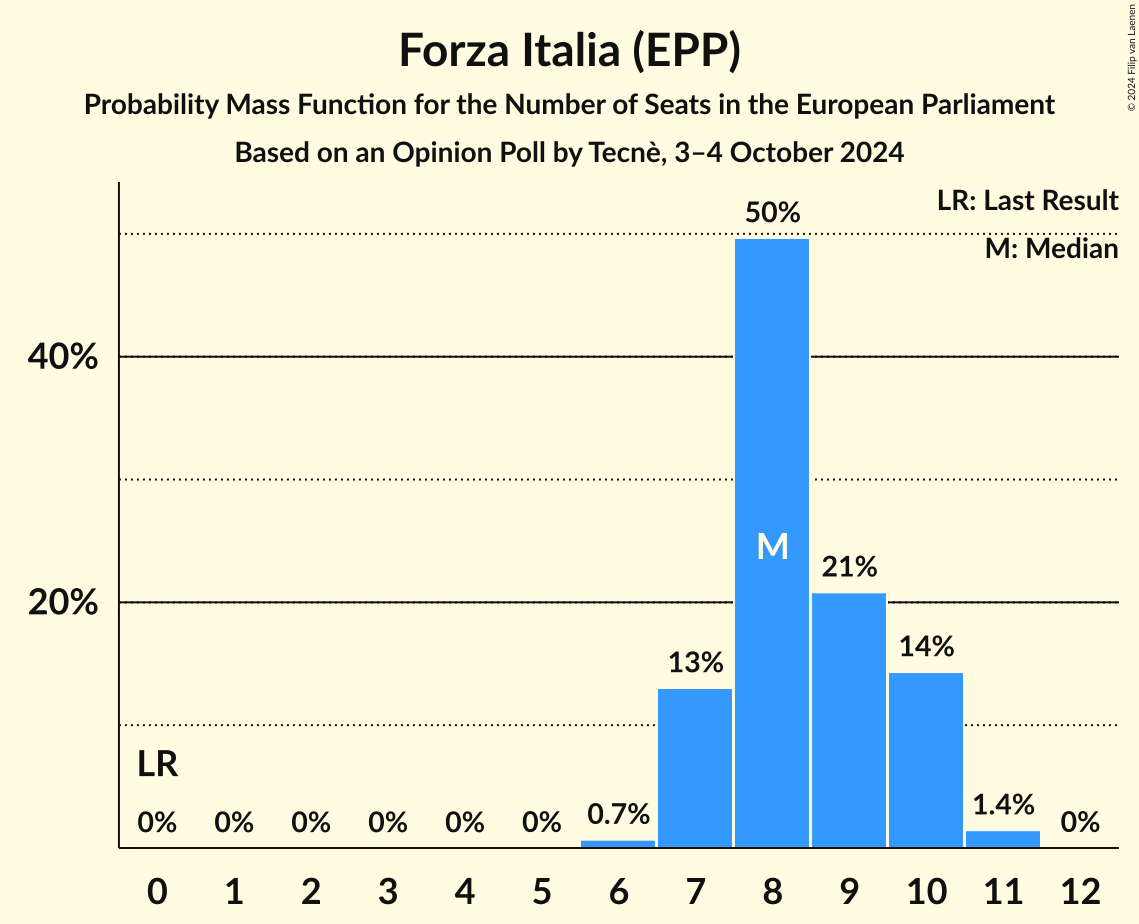 Forza Italia (EPP)
Probability Mass Function for the Number of Seats in the European Parliament
Based on an Opinion Poll by Tecnè, 3–4 October 2024
© 2024 Filip van Laenen
LR: Last Result
M: Median
50%
40%
M
21%
20%
14%
13%
LR
0% 0% 0% 0% 0% 0% 0.7% 1.4% 0%
0 1 2 3 4 5 6 7 8 9 10 11 12